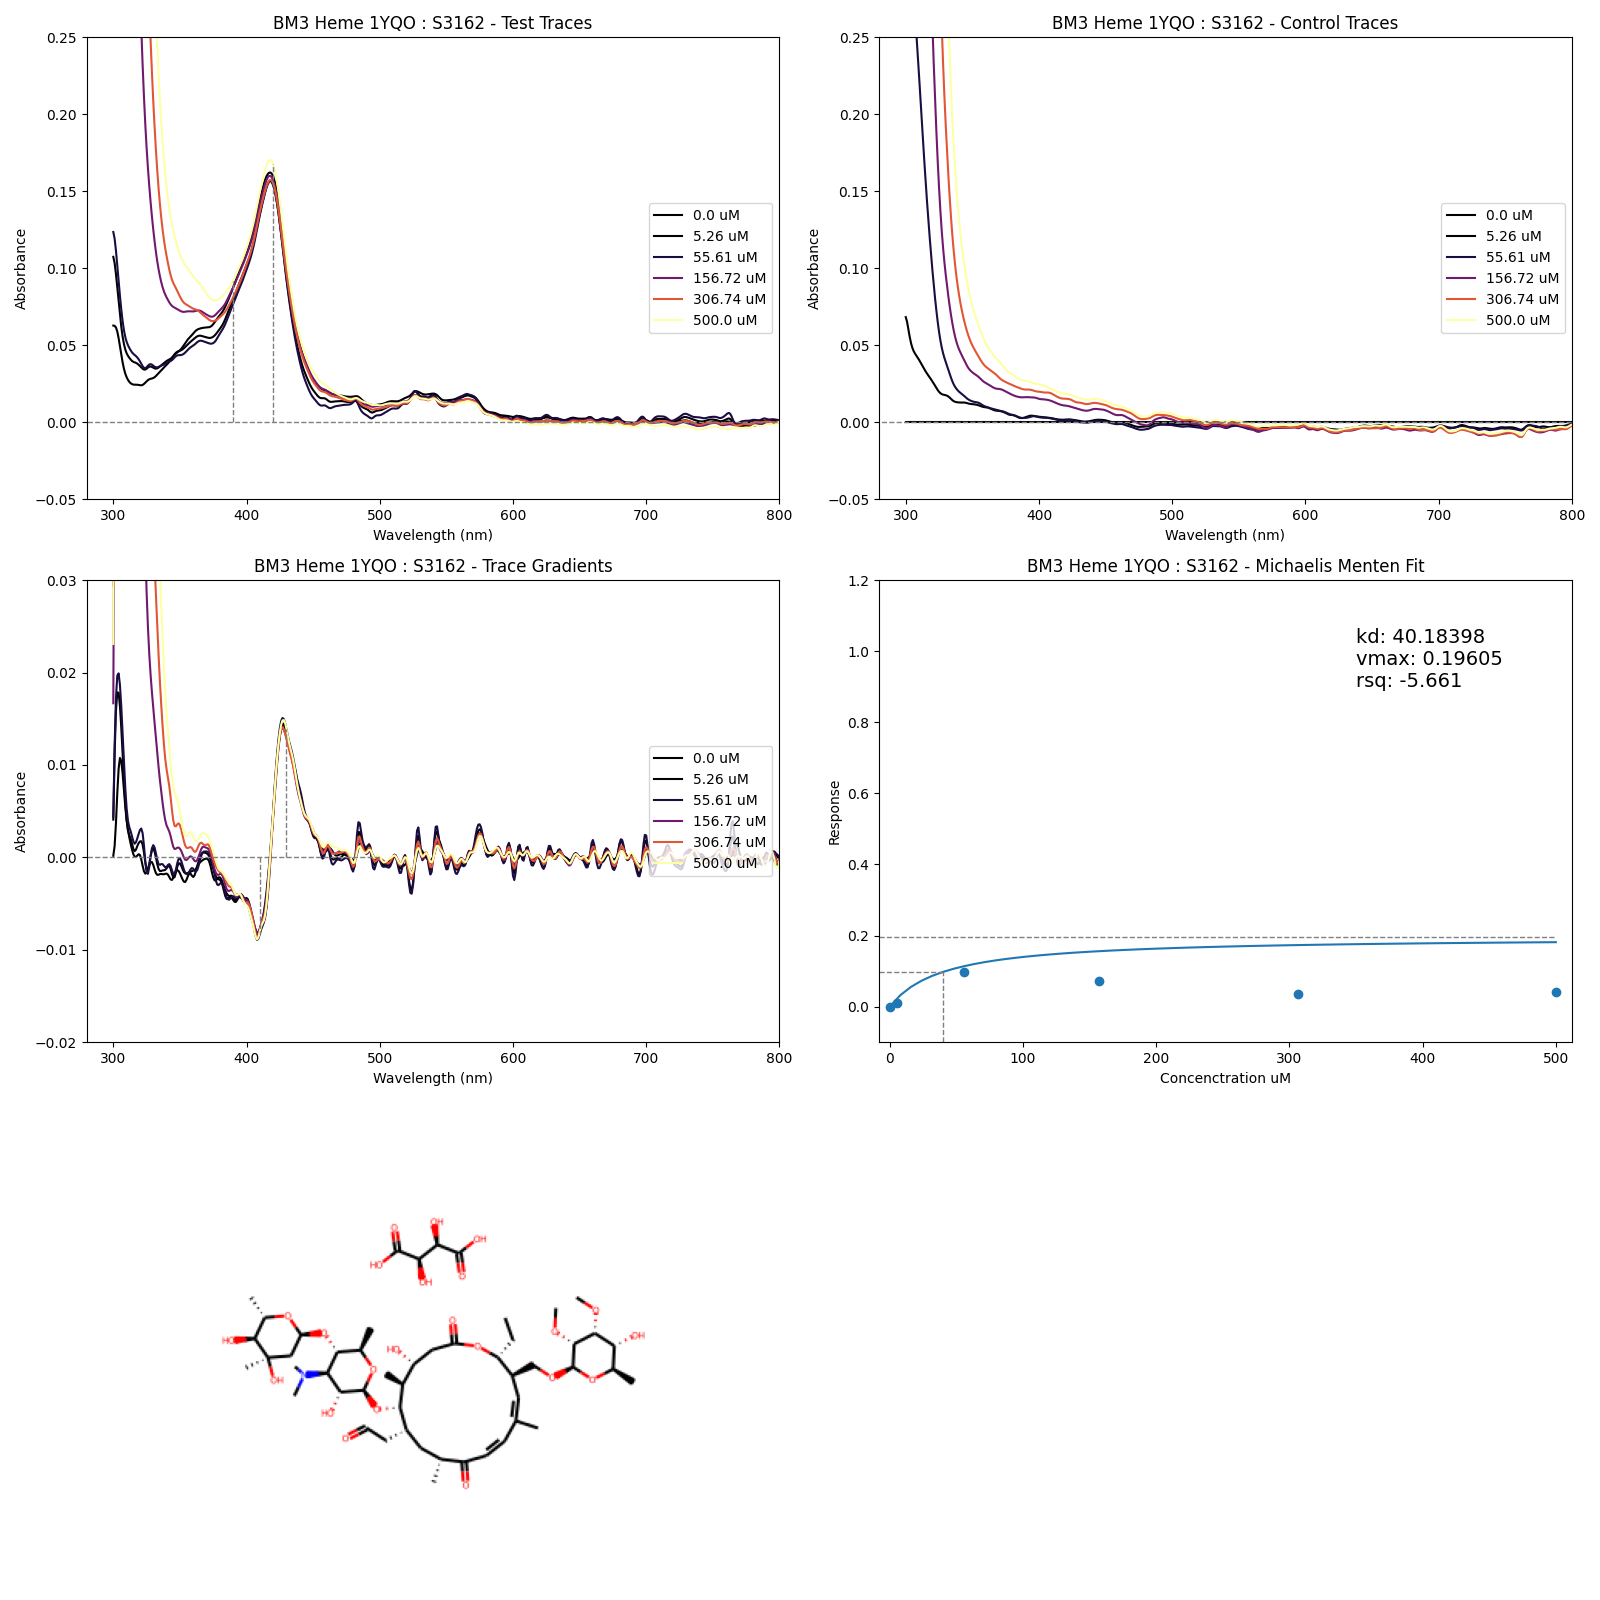 BM3 Heme 1YQO : S3162 - Test Traces
0.25
0.20
0.15
0.10
0.05
0.00
−0.05
Absorbance
300 400 500 600 700 800
Wavelength (nm)
0.0 uM
5.26 uM
55.61 uM
156.72 uM
306.74 uM
500.0 uM
BM3 Heme 1YQO : S3162 - Control Traces
0.25
0.20
0.15
0.10
0.05
0.00
−0.05
Absorbance
300 400 500 600 700 800
Wavelength (nm)
0.0 uM
5.26 uM
55.61 uM
156.72 uM
306.74 uM
500.0 uM
BM3 Heme 1YQO : S3162 - Trace Gradients
0.03
0.02
0.01
0.00
−0.01
−0.02
Absorbance
300 400 500 600 700 800
Wavelength (nm)
0.0 uM
5.26 uM
55.61 uM
156.72 uM
306.74 uM
500.0 uM
BM3 Heme 1YQO : S3162 - Michaelis Menten Fit
1.2
1.0
0.8
0.6
0.4
0.2
0.0
Response
kd: 40.18398
vmax: 0.19605
rsq: -5.661
0 100 200 300 400 500
Concenctration uM
OH
O
OH
HO
OH
O
O
O
O
HO
O
HO
O
O
O
OH
OH
N
O
O
O
HO
O
O
O